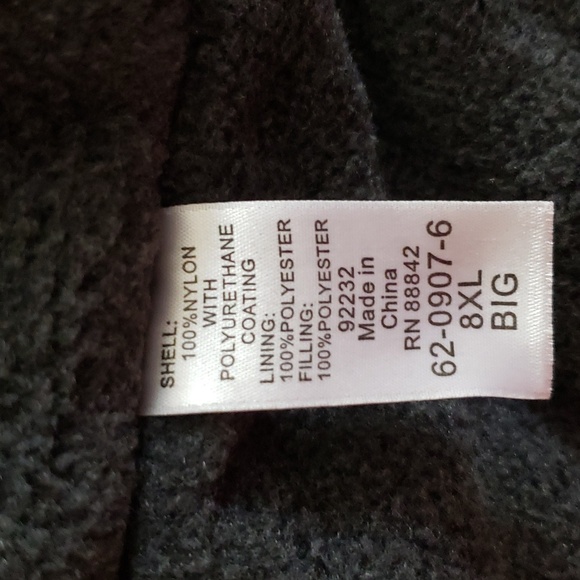 SHELL:
100%NYLON
WITH
POLYURETHANE
COATING
LINING:
100%POLYESTER
FILLING:
100%POLYESTER
92232
Made in
China
RN 88842
62-0907-6
8XL
BIG